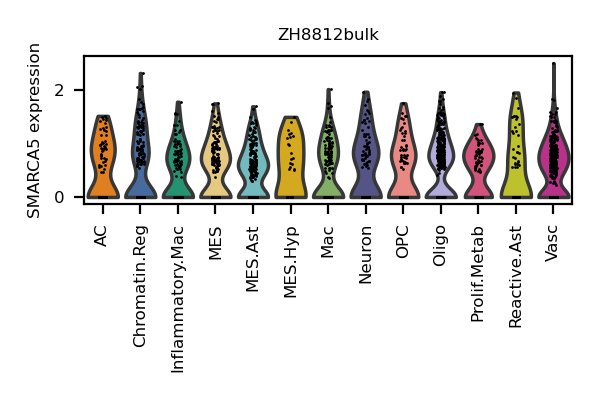 ZH8812bulk
SMARCA5 expression
2
0
AC
Chromatin.Reg
Inflammatory.Mac
MES
MES.Ast
MES.Hyp
Mac
Neuron
OPC
Oligo
Prolif.Metab
Reactive.Ast
Vasc